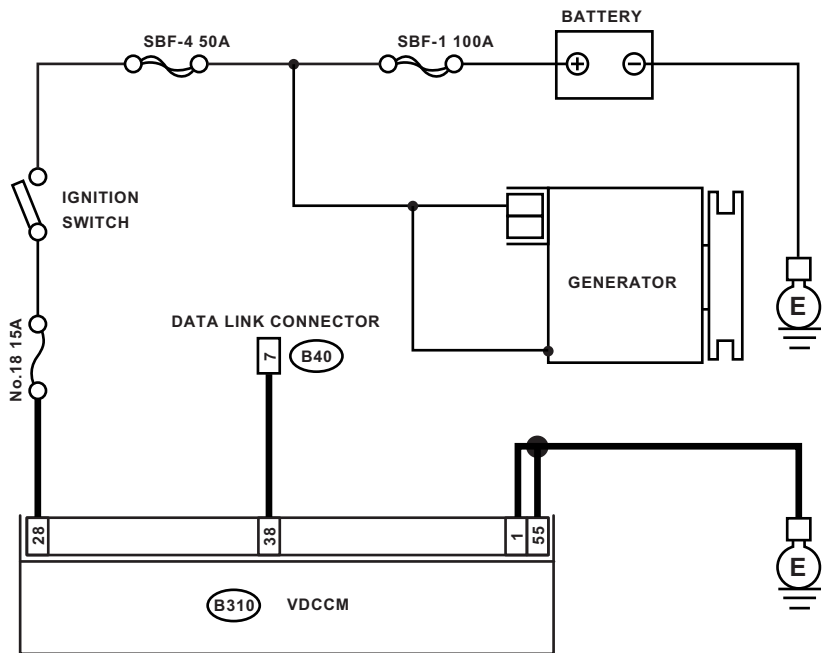 BATTERY
SBF-4 50A
SBF-1 100A
+
−
IGNITION
SWITCH
GENERATOR
E
No.18 15A
DATA LINK CONNECTOR
7
B40
28
38
1
55
E
B310
VDCCM